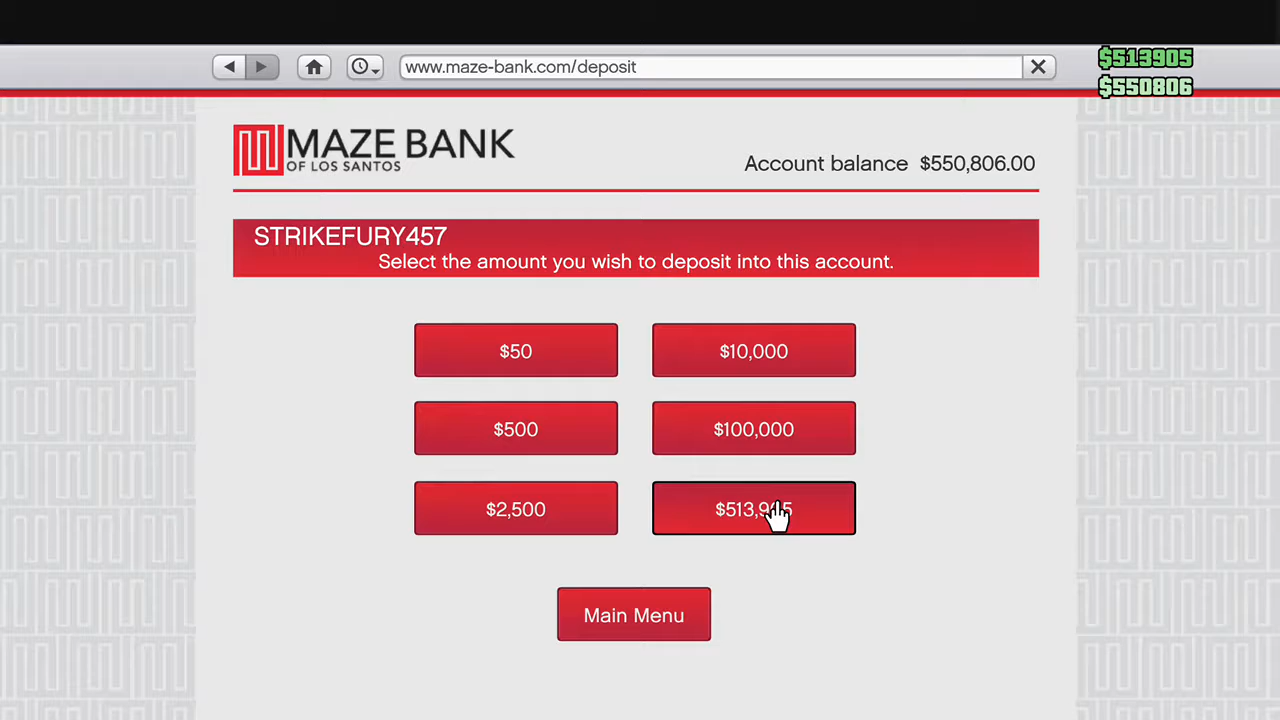 www.maze-bank.com/deposit
$513905
$550806
MAZE BANK
OF LOS SANTOS
Account balance $550,806.00
STRIKEFURY457
Select the amount you wish to deposit into this account.
$50
$10,000
$500
$100,000
$2,500
Main Menu